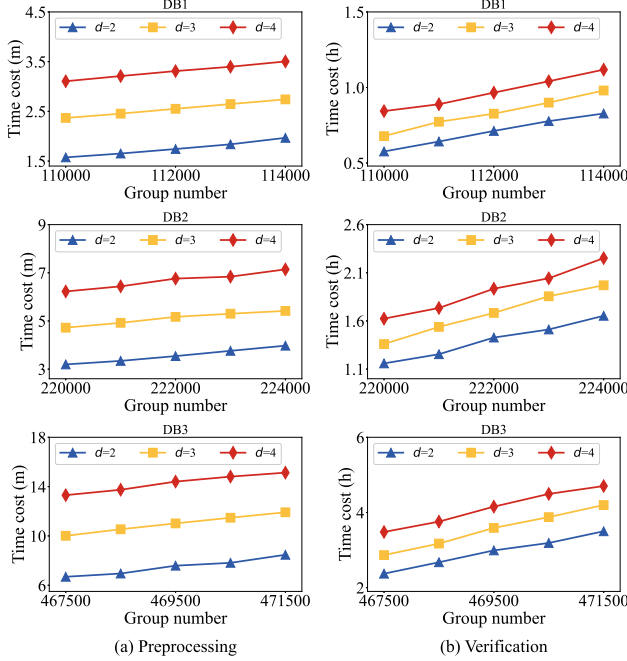 DB1
4.5
3.5
2.5
1.5
Time cost (m)
d=2
d=3
d=4
110000
112000
114000
Group number
DB1
1.5
1.0
0.5
Time cost (h)
d=2
d=3
d=4
110000
112000
114000
Group number
DB2
9
7
5
3
Time cost (m)
d=2
d=3
d=4
220000
222000
224000
Group number
DB2
2.6
2.1
1.6
1.1
Time cost (h)
d=2
d=3
d=4
220000
222000
224000
Group number
DB3
18
14
10
6
Time cost (m)
d=2
d=3
d=4
467500
469500
471500
Group number
DB3
6
4
2
Time cost (h)
d=2
d=3
d=4
467500
469500
471500
Group number
(a) Preprocessing
(b) Verification